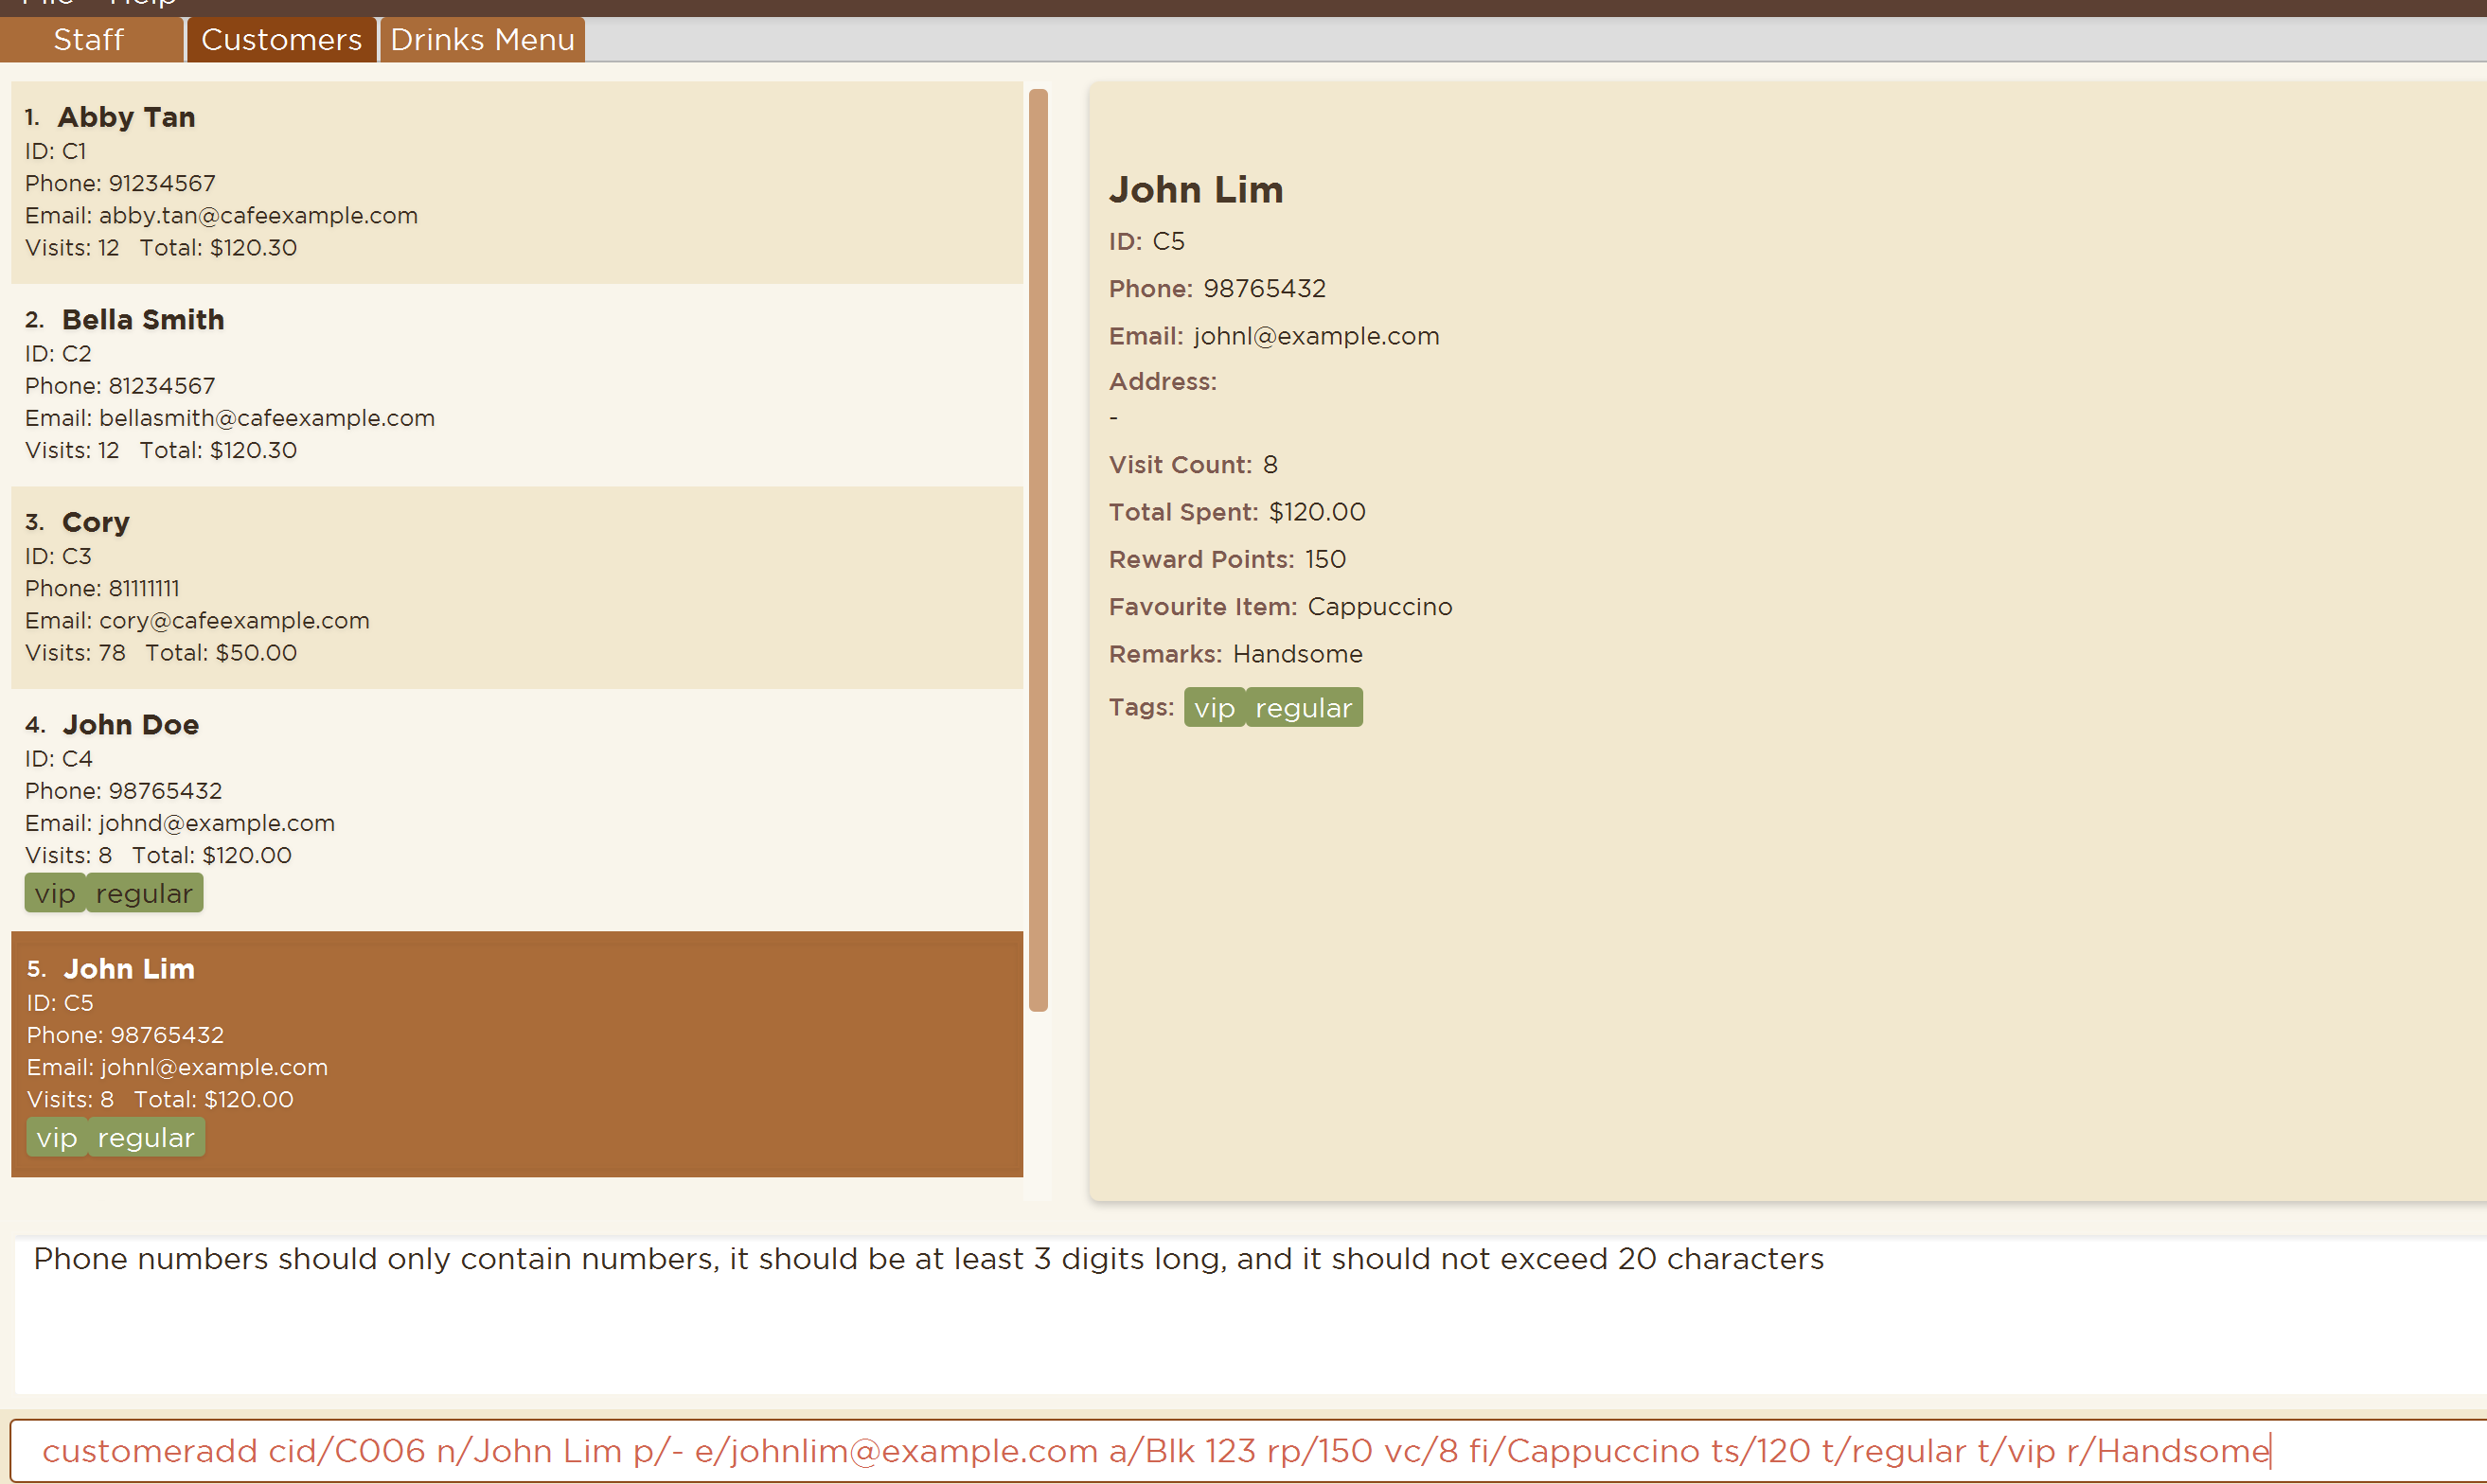 File Help
Staff Customers Drinks Menu
1. Abby Tan
ID: C1
Phone: 91234567
Email: abby.tan@cafeexample.com
Visits: 12 Total: $120.30
2. Bella Smith
ID: C2
Phone: 81234567
Email: bellasmith@cafeexample.com
Visits: 12 Total: $120.30
3. Cory
ID: C3
Phone: 81111111
Email: cory@cafeexample.com
Visits: 78 Total: $50.00
4. John Doe
ID: C4
Phone: 98765432
Email: johnd@example.com
Visits: 8 Total: $120.00
vip regular
5. John Lim
ID: C5
Phone: 98765432
Email: johnl@example.com
Visits: 8 Total: $120.00
vip regular
John Lim
ID: C5
Phone: 98765432
Email: johnl@example.com
Address:
-
Visit Count: 8
Total Spent: $120.00
Reward Points: 150
Favourite Item: Cappuccino
Remarks: Handsome
Tags: vip regular
Phone numbers should only contain numbers, it should be at least 3 digits long, and it should not exceed 20 characters
customeradd cid/C006 n/John Lim p/- e/johnlim@example.com a/Blk 123 rp/150 vc/8 fi/Cappuccino ts/120 t/regular t/vip r/Handsome